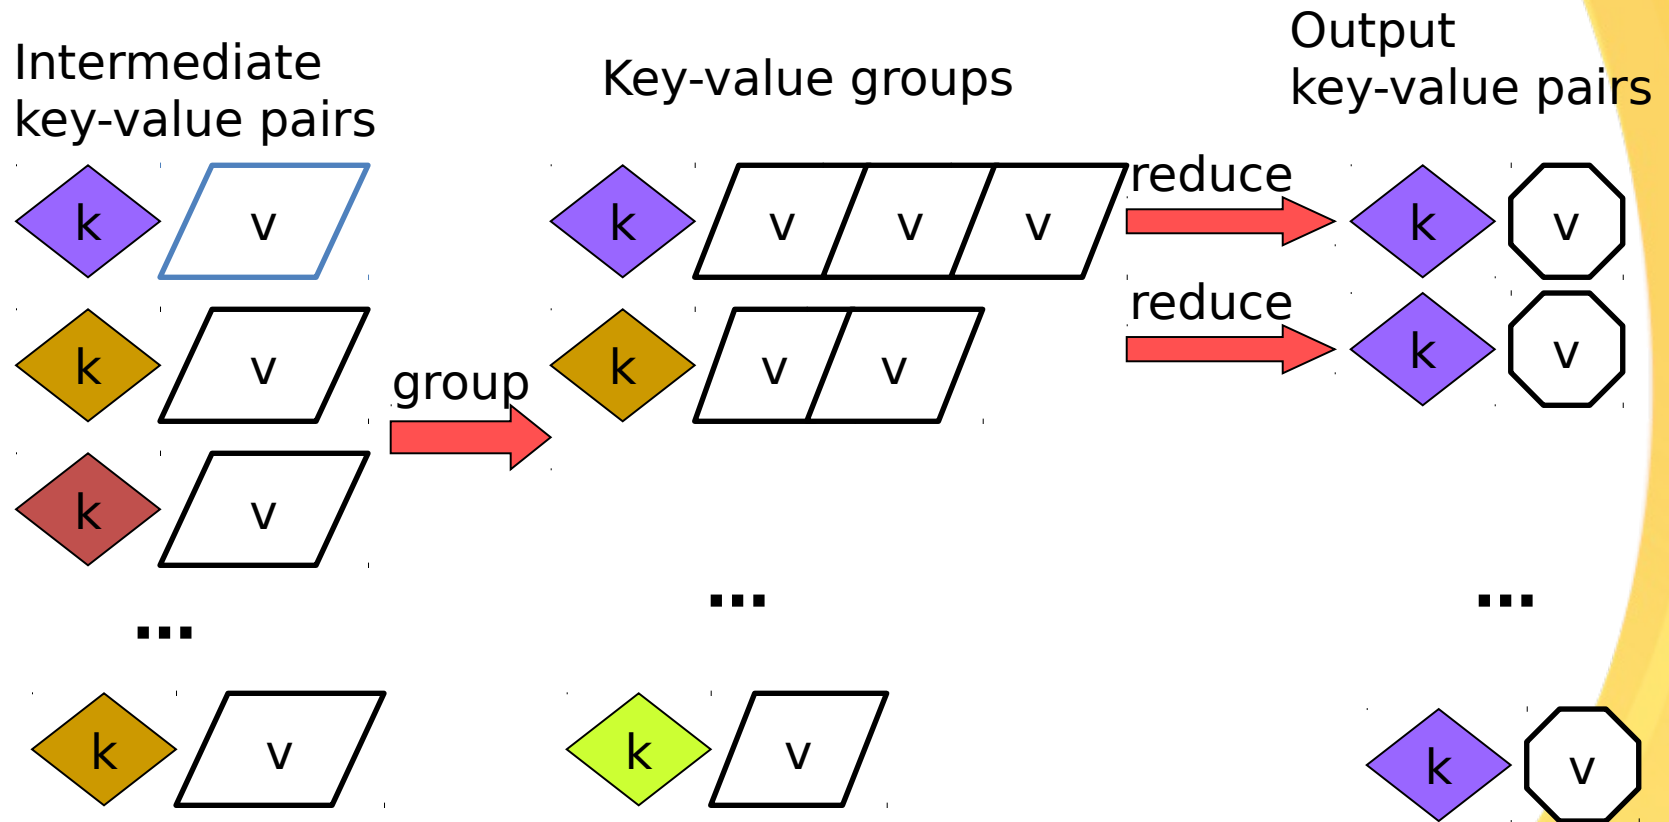 Intermediate
key-value pairs
Key-value groups
Output
key-value pairs
k v
k v v v
reduce
k v
k v
group
k v v
reduce
k v
k v
...
...
...
k v
k v
k v